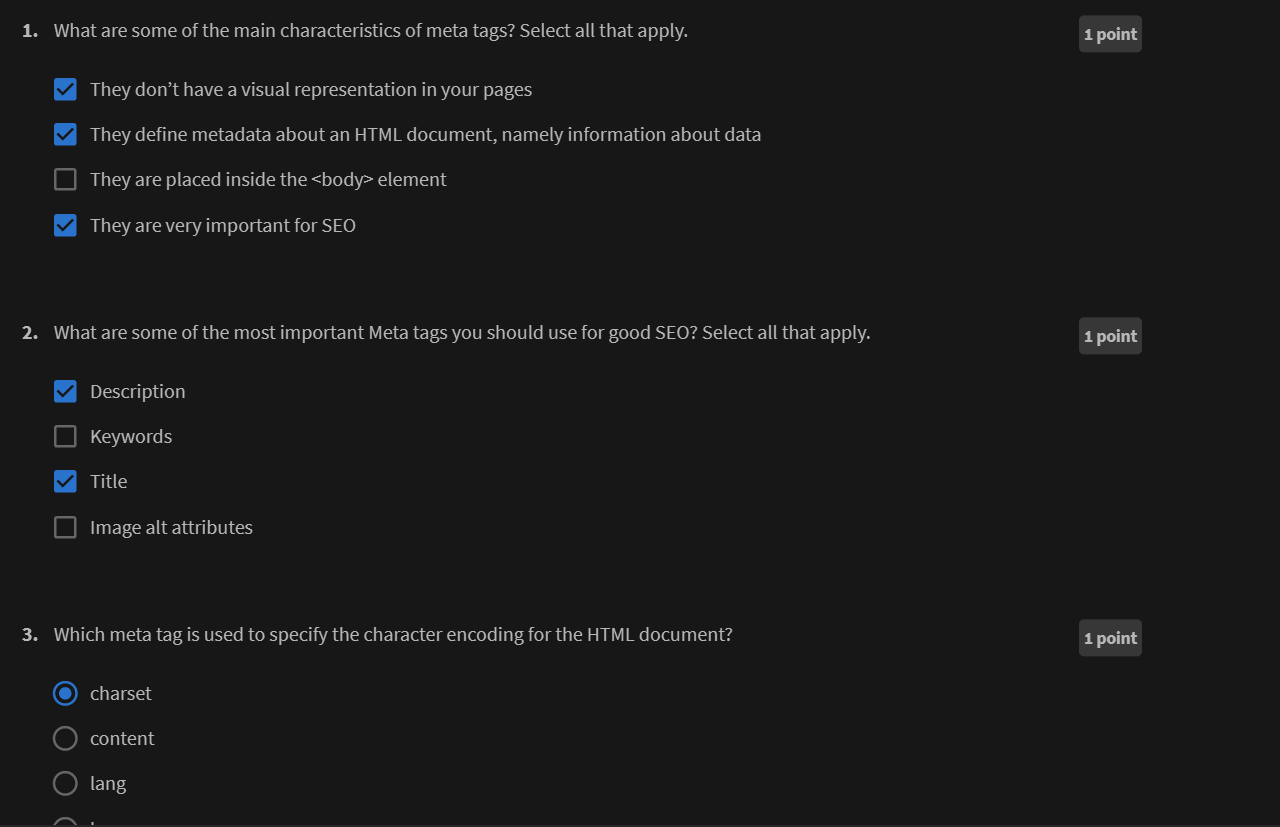 1. What are some of the main characteristics of meta tags? Select all that apply.
1 point
They don’t have a visual representation in your pages
They define metadata about an HTML document, namely information about data
They are placed inside the <body> element
They are very important for SEO
2. What are some of the most important Meta tags you should use for good SEO? Select all that apply.
1 point
Description
Keywords
Title
Image alt attributes
3. Which meta tag is used to specify the character encoding for the HTML document?
1 point
charset
content
lang